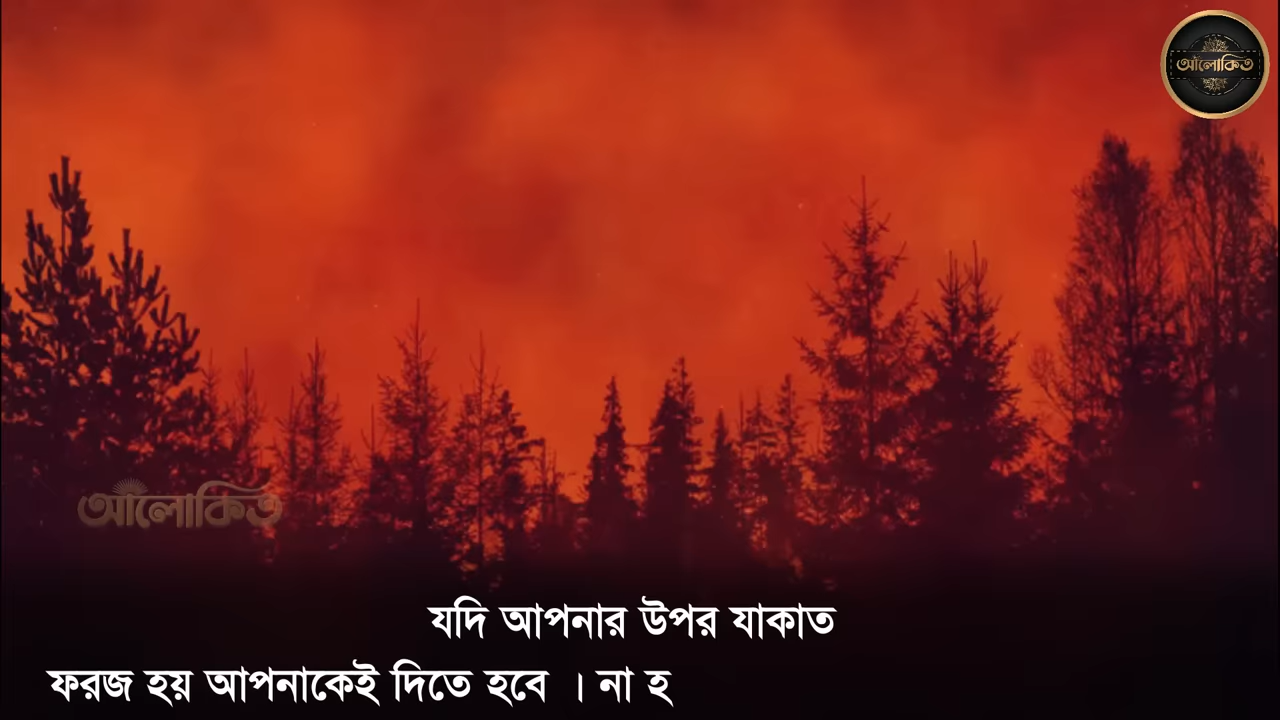 আলোকিত
আলোকিত
যদি আপনার উপর যাকাত
ফরজ হয় আপনাকেই দিতে হবে । না হ